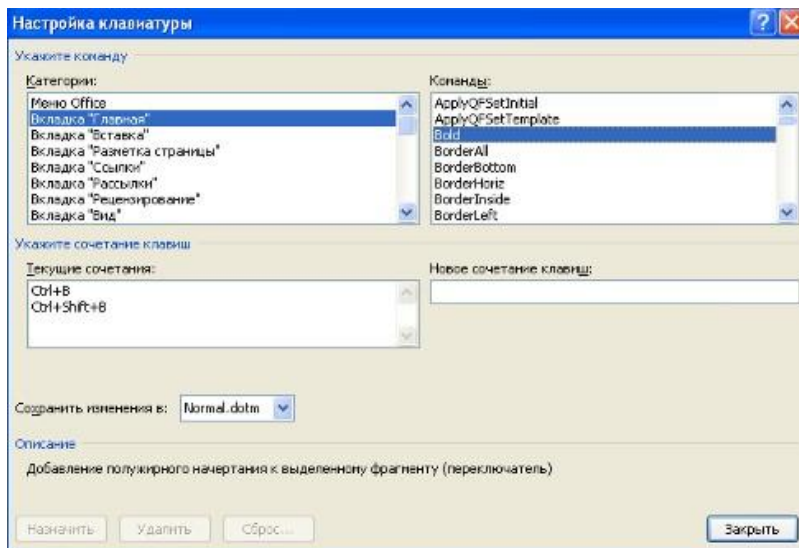 Настройка клавиатуры
Укажите команду
Категории:
Меню Office
Вкладка "Главная"
Вкладка "Вставка"
Вкладка "Разметка страницы"
Вкладка "Ссылки"
Вкладка "Рассылки"
Вкладка "Рецензирование"
Вкладка "Вид"
Команды:
ApplyQFSetInitial
ApplyQFSetTemplate
Bold
BorderAll
BorderBottom
BorderHoriz
BorderInside
BorderLeft
Укажите сочетание клавиш
Текущие сочетания:
Ctrl+B
Ctrl+Shift+B
Новое сочетание клавиш:
Сохранить изменения в: Normal.dotm
Описание
Добавление полужирного начертания к выделенному фрагменту (переключатель)
Назначить Удалить Сброс... Закрыть